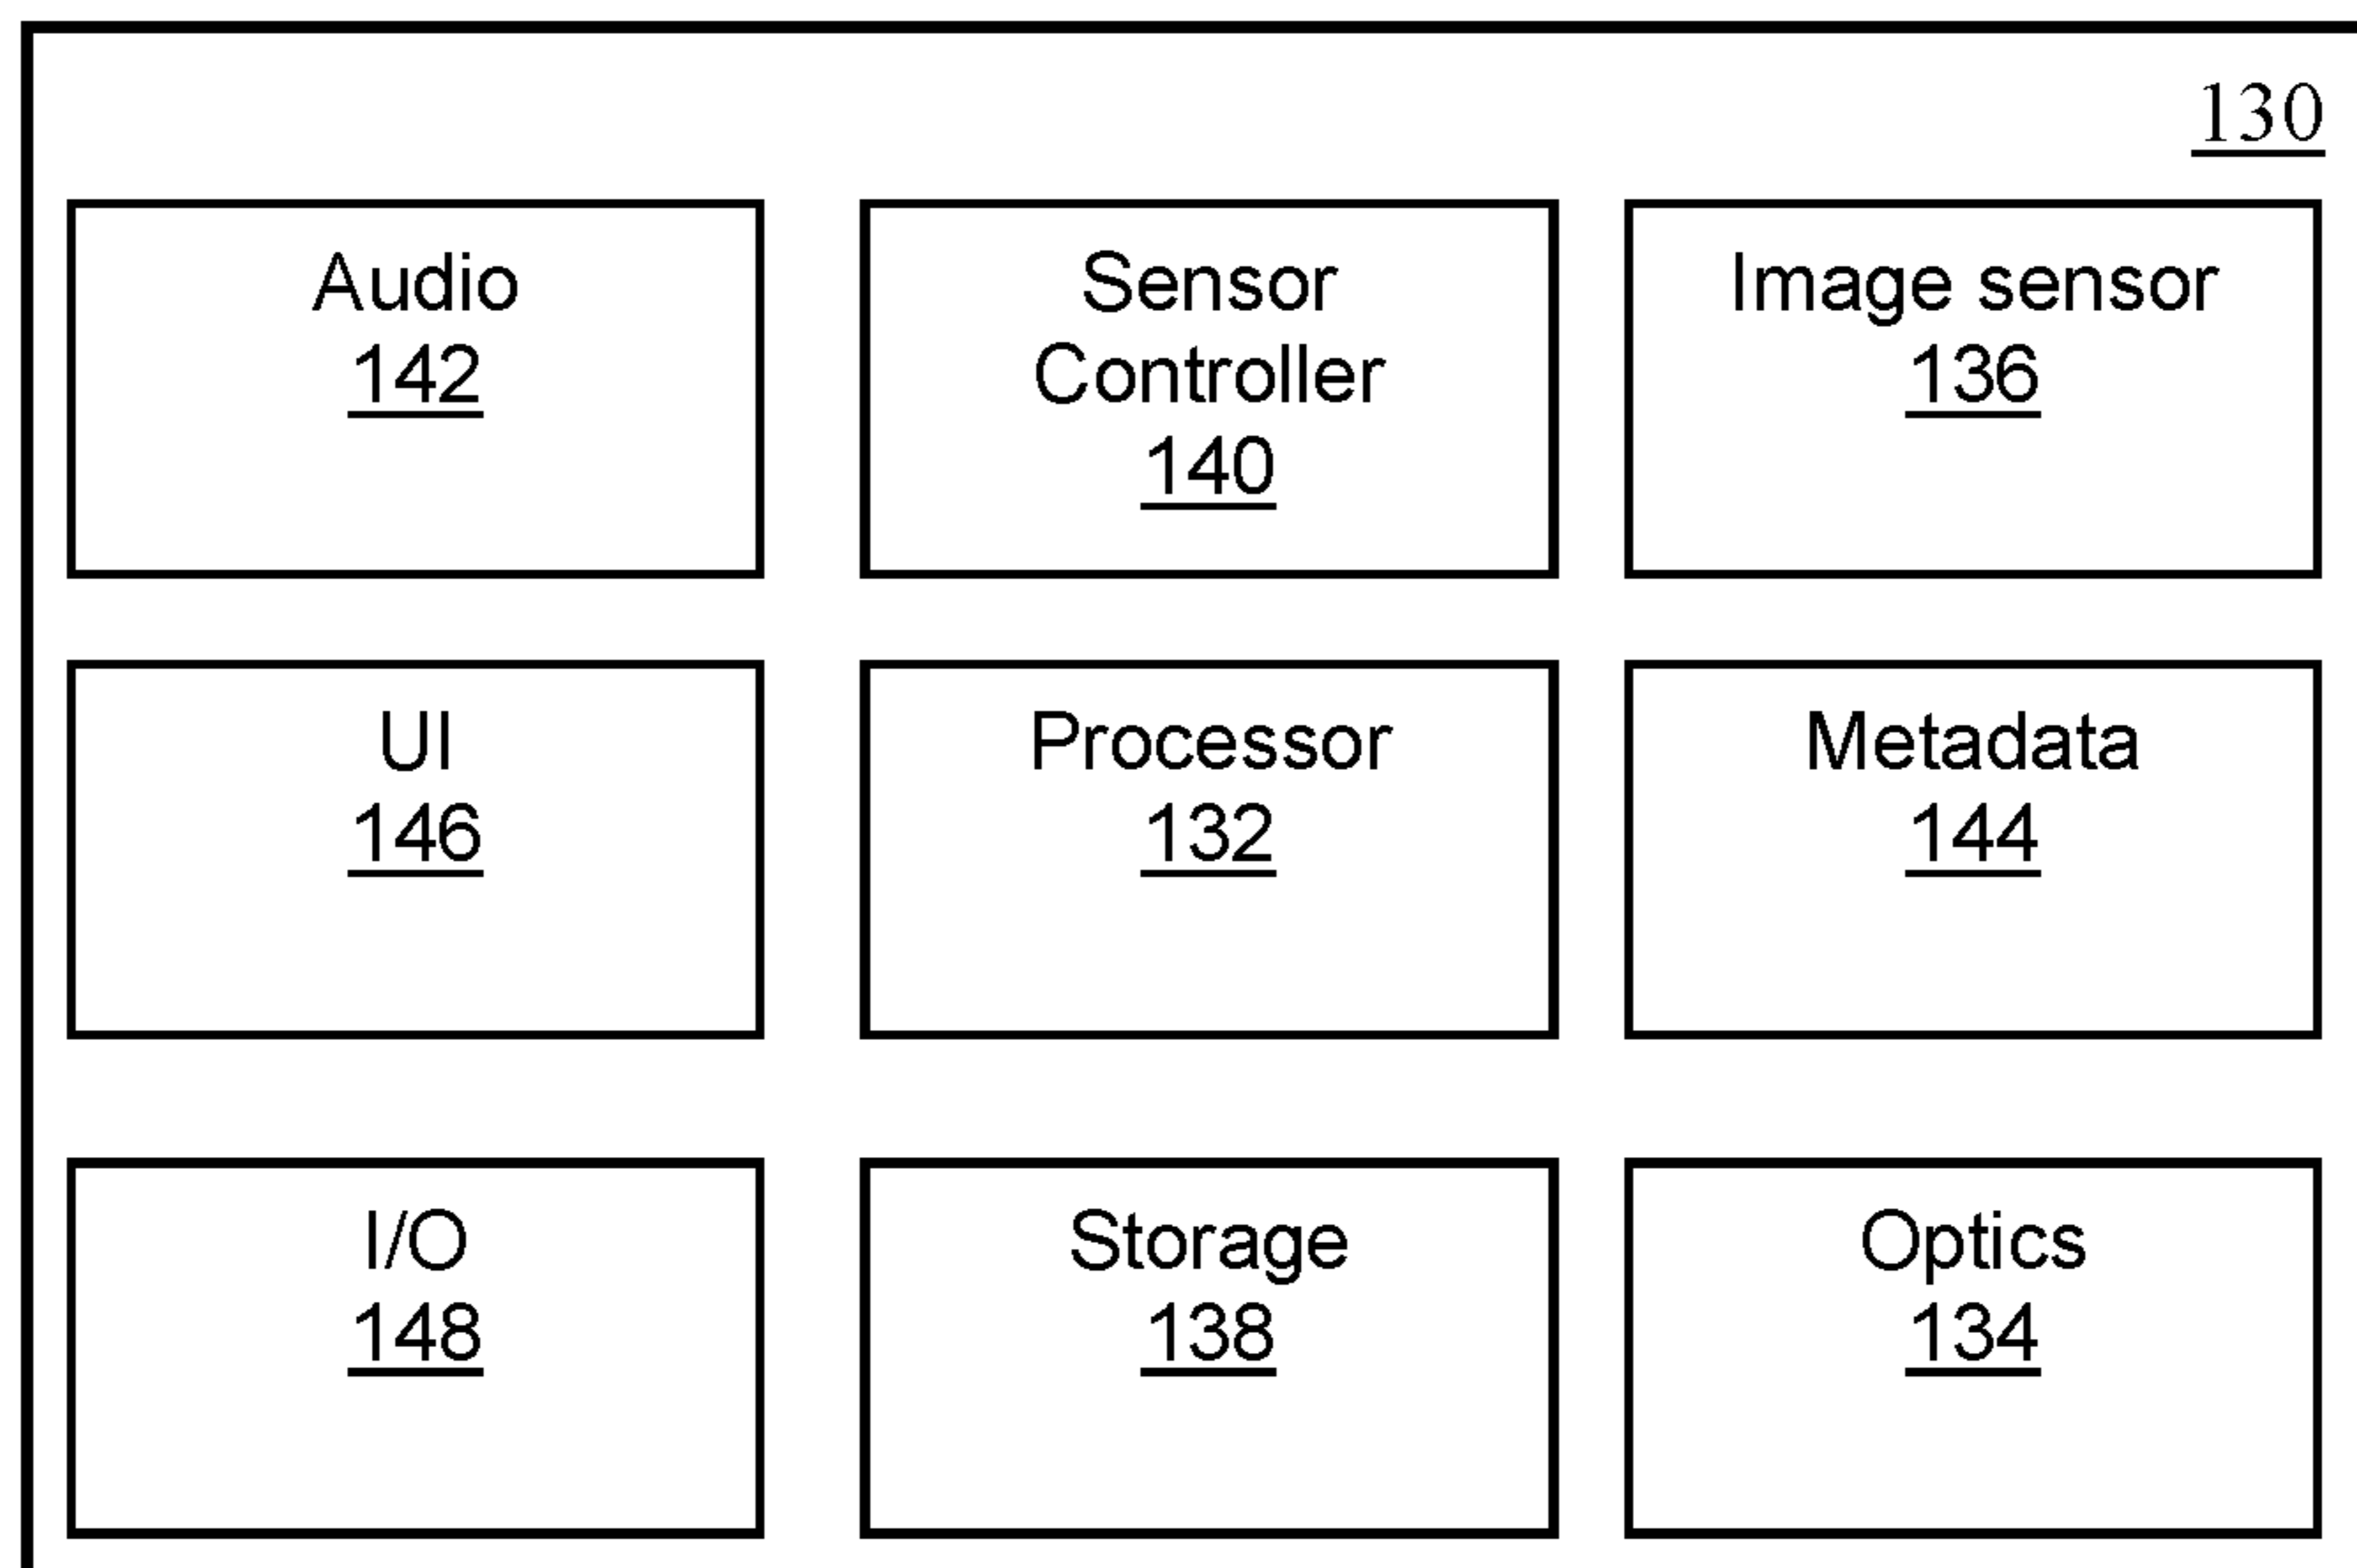 130
Audio
142
Sensor
Controller
140
Image sensor
136
UI
146
Processor
132
Metadata
144
I/O
148
Storage
138
Optics
134